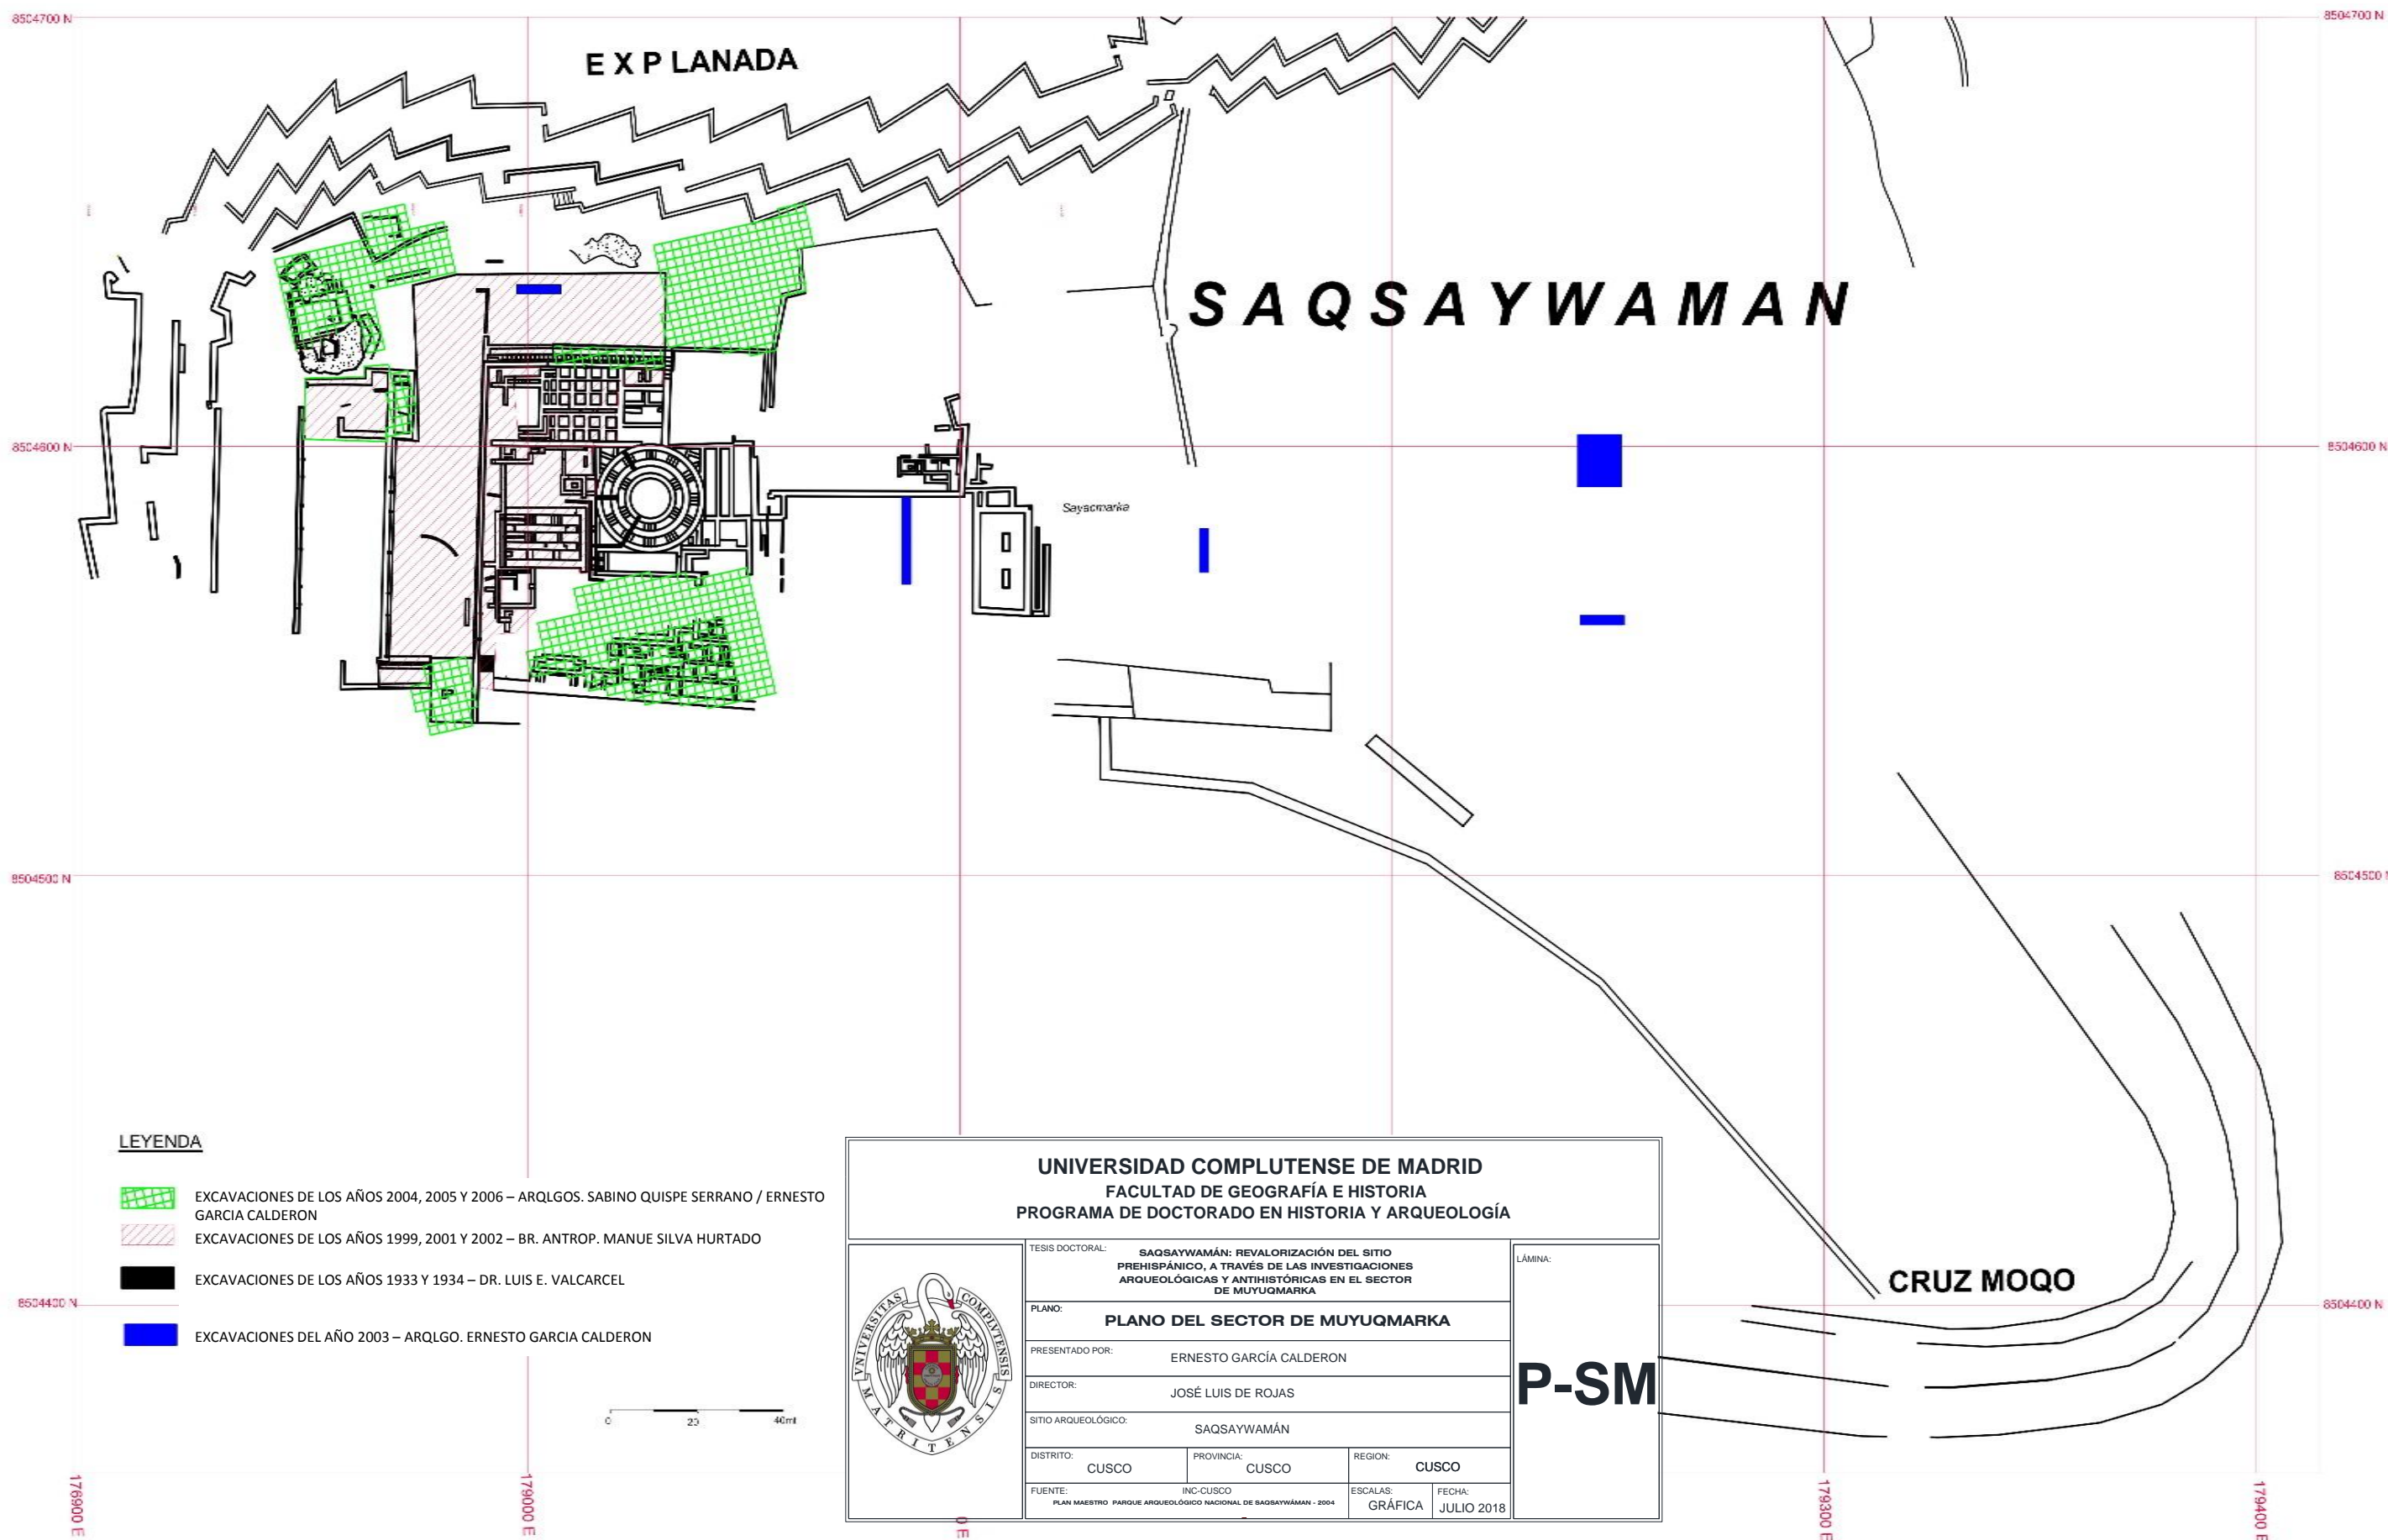 8504700 N
8504700 N
E X P LANADA
S A Q S A Y W A M A N
8504600 N
8504600 N
Sayacmarka
8504500 N
8504500 N
LEYENDA
EXCAVACIONES DE LOS AÑOS 2004, 2005 Y 2006 – ARQLGOS. SABINO QUISPE SERRANO / ERNESTO
GARCIA CALDERON
EXCAVACIONES DE LOS AÑOS 1999, 2001 Y 2002 – BR. ANTROP. MANUE SILVA HURTADO
EXCAVACIONES DE LOS AÑOS 1933 Y 1934 – DR. LUIS E. VALCARCEL
EXCAVACIONES DEL AÑO 2003 – ARQLGO. ERNESTO GARCIA CALDERON
8504400 N
8504400 N
CRUZ MOQO
0 20 40mt
UNIVERSIDAD COMPLUTENSE DE MADRID
FACULTAD DE GEOGRAFÍA E HISTORIA
PROGRAMA DE DOCTORADO EN HISTORIA Y ARQUEOLOGÍA
VNIVERSITAS COMPLVTENSIS
MATRITENSIS
TESIS DOCTORAL:
SAQSAYWAMÁN: REVALORIZACIÓN DEL SITIO
PREHISPÁNICO, A TRAVÉS DE LAS INVESTIGACIONES
ARQUEOLÓGICAS Y ANTIHISTÓRICAS EN EL SECTOR
DE MUYUQMARKA
LÁMINA:
P-SM
PLANO:
PLANO DEL SECTOR DE MUYUQMARKA
PRESENTADO POR:
ERNESTO GARCÍA CALDERON
DIRECTOR:
JOSÉ LUIS DE ROJAS
SITIO ARQUEOLÓGICO:
SAQSAYWAMÁN
DISTRITO:
CUSCO
PROVINCIA:
CUSCO
REGION:
CUSCO
FUENTE:
INC-CUSCO
PLAN MAESTRO PARQUE ARQUEOLÓGICO NACIONAL DE SAQSAYWÁMAN - 2004
ESCALAS:
GRÁFICA
FECHA:
JULIO 2018
176900 E
179000 E
0 E
179300 E
179400 E